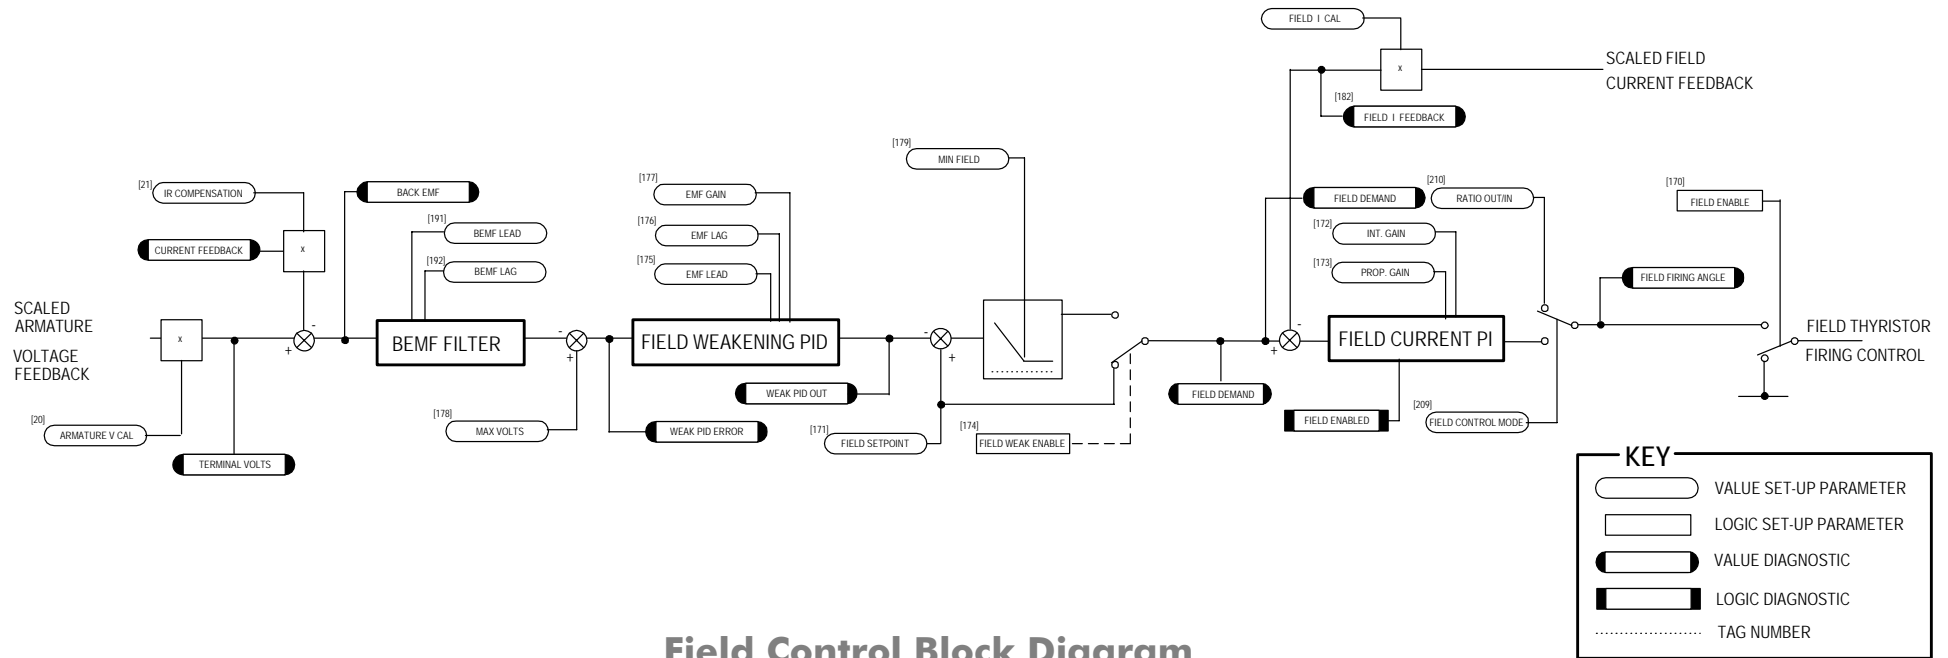 FIELD I CAL
x
SCALED FIELD
CURRENT FEEDBACK
[182]
FIELD I FEEDBACK
[179]
MIN FIELD
[21]
IR COMPENSATION
BACK EMF
[177]
EMF GAIN
FIELD DEMAND
[210]
RATIO OUT/IN
[170]
FIELD ENABLE
[191]
BEMF LEAD
[176]
EMF LAG
[172]
INT. GAIN
CURRENT FEEDBACK
x
[192]
BEMF LAG
[175]
EMF LEAD
[173]
PROP. GAIN
FIELD FIRING ANGLE
SCALED
ARMATURE
VOLTAGE
FEEDBACK
x
-
+
BEMF FILTER
-
+
FIELD WEAKENING PID
-
+
-
+
FIELD CURRENT PI
FIELD THYRISTOR
FIRING CONTROL
WEAK PID OUT
FIELD DEMAND
[20]
ARMATURE V CAL
[178]
MAX VOLTS
WEAK PID ERROR
[171]
FIELD SETPOINT
[174]
FIELD WEAK ENABLE
FIELD ENABLED
[209]
FIELD CONTROL MODE
TERMINAL VOLTS
KEY
VALUE SET-UP PARAMETER
LOGIC SET-UP PARAMETER
VALUE DIAGNOSTIC
LOGIC DIAGNOSTIC
TAG NUMBER
Field Control Block Diagram